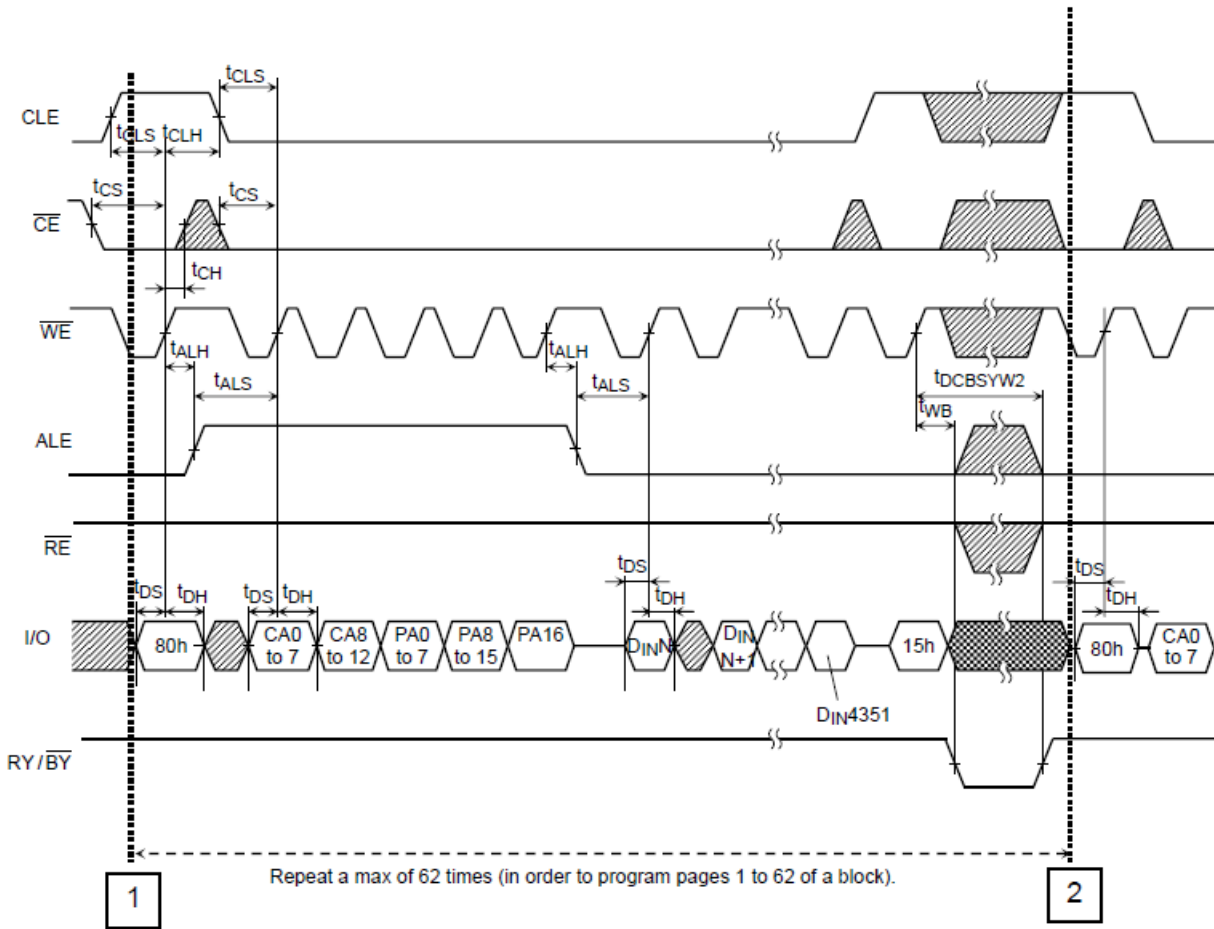 tCLS
CLE
tCLS tCLH
tCS tCS
CE
tCH
WE
tALH tALH
tALS tALS
tDCBSYW2
tWB
ALE
RE
tDS tDH tDS tDH tDS tDH tDS tDH
I/O
80h
CA0 to 7
CA8 to 12
PA0 to 7
PA8 to 15
PA16
DINN
DIN N+1
15h
80h
CA0 to 7
DIN4351
RY/BY
Repeat a max of 62 times (in order to program pages 1 to 62 of a block).
1
2